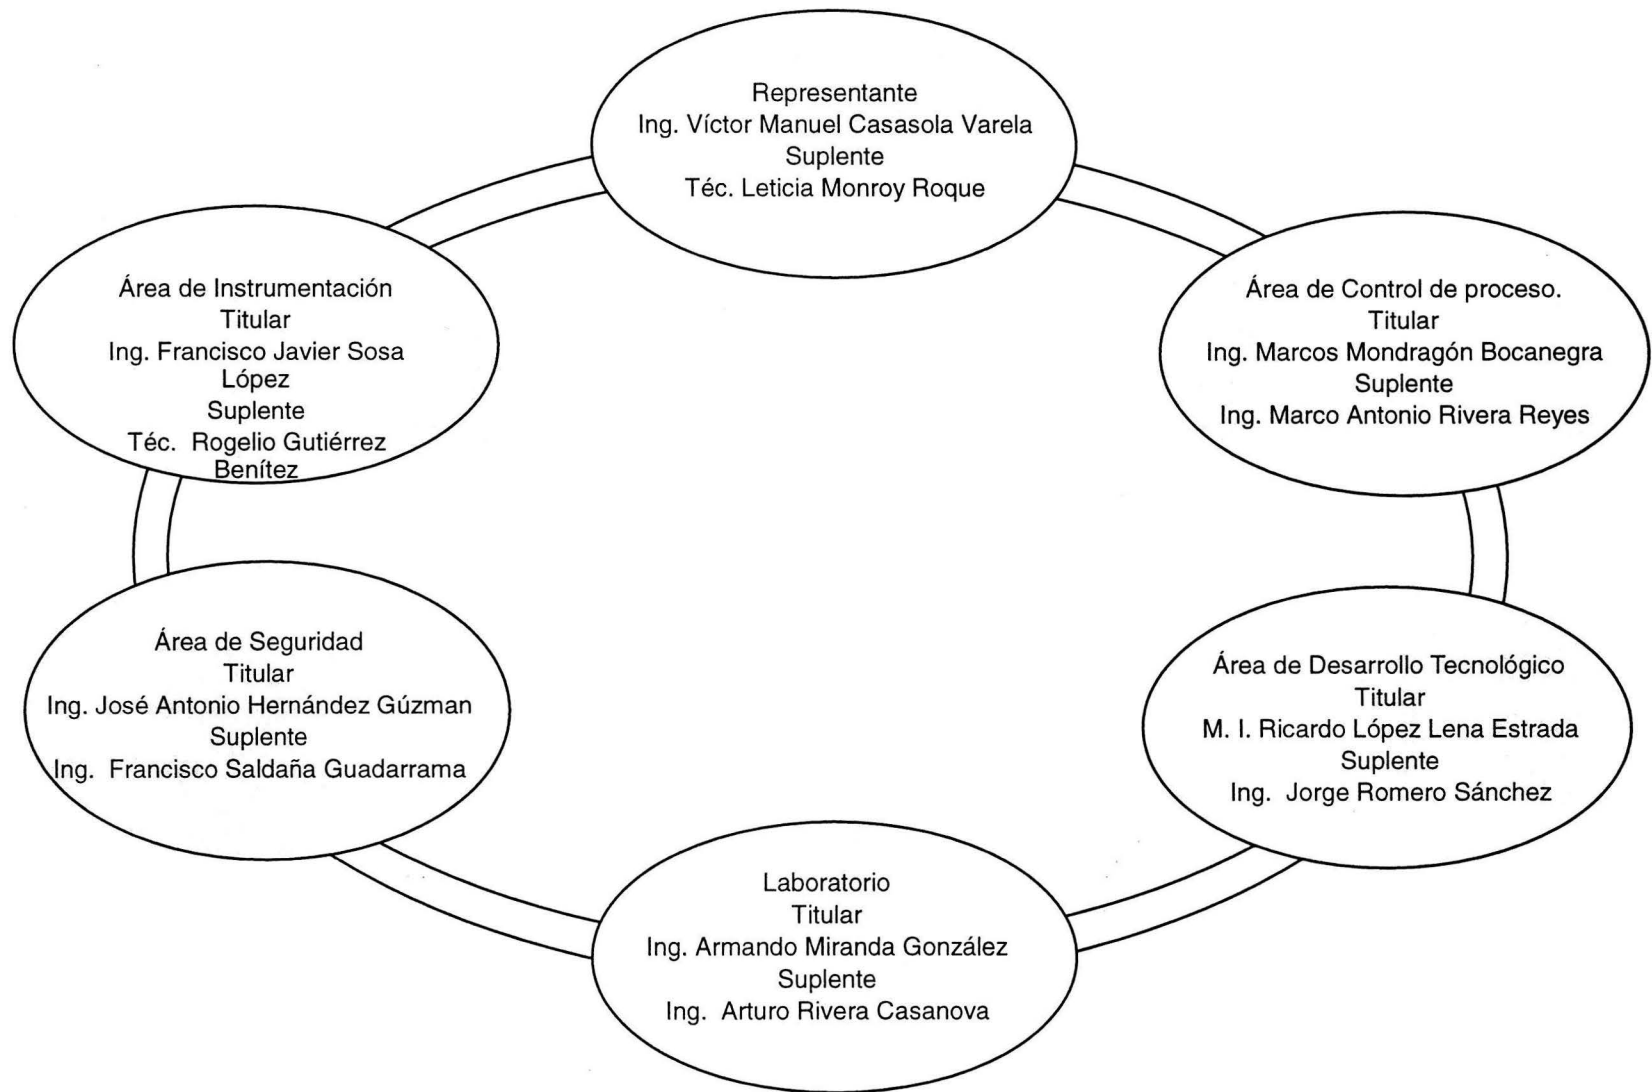 Representante
Ing. Víctor Manuel Casasola Varela
Suplente
Téc. Leticia Monroy Roque
Área de Instrumentación
Titular
Ing. Francisco Javier Sosa
López
Suplente
Téc. Rogelio Gutiérrez
Benítez
Área de Control de proceso.
Titular
Ing. Marcos Mondragón Bocanegra
Suplente
Ing. Marco Antonio Rivera Reyes
Área de Seguridad
Titular
Ing. José Antonio Hernández Gúzman
Suplente
Ing. Francisco Saldaña Guadarrama
Área de Desarrollo Tecnológico
Titular
M. I. Ricardo López Lena Estrada
Suplente
Ing. Jorge Romero Sánchez
Laboratorio
Titular
Ing. Armando Miranda González
Suplente
Ing. Arturo Rivera Casanova